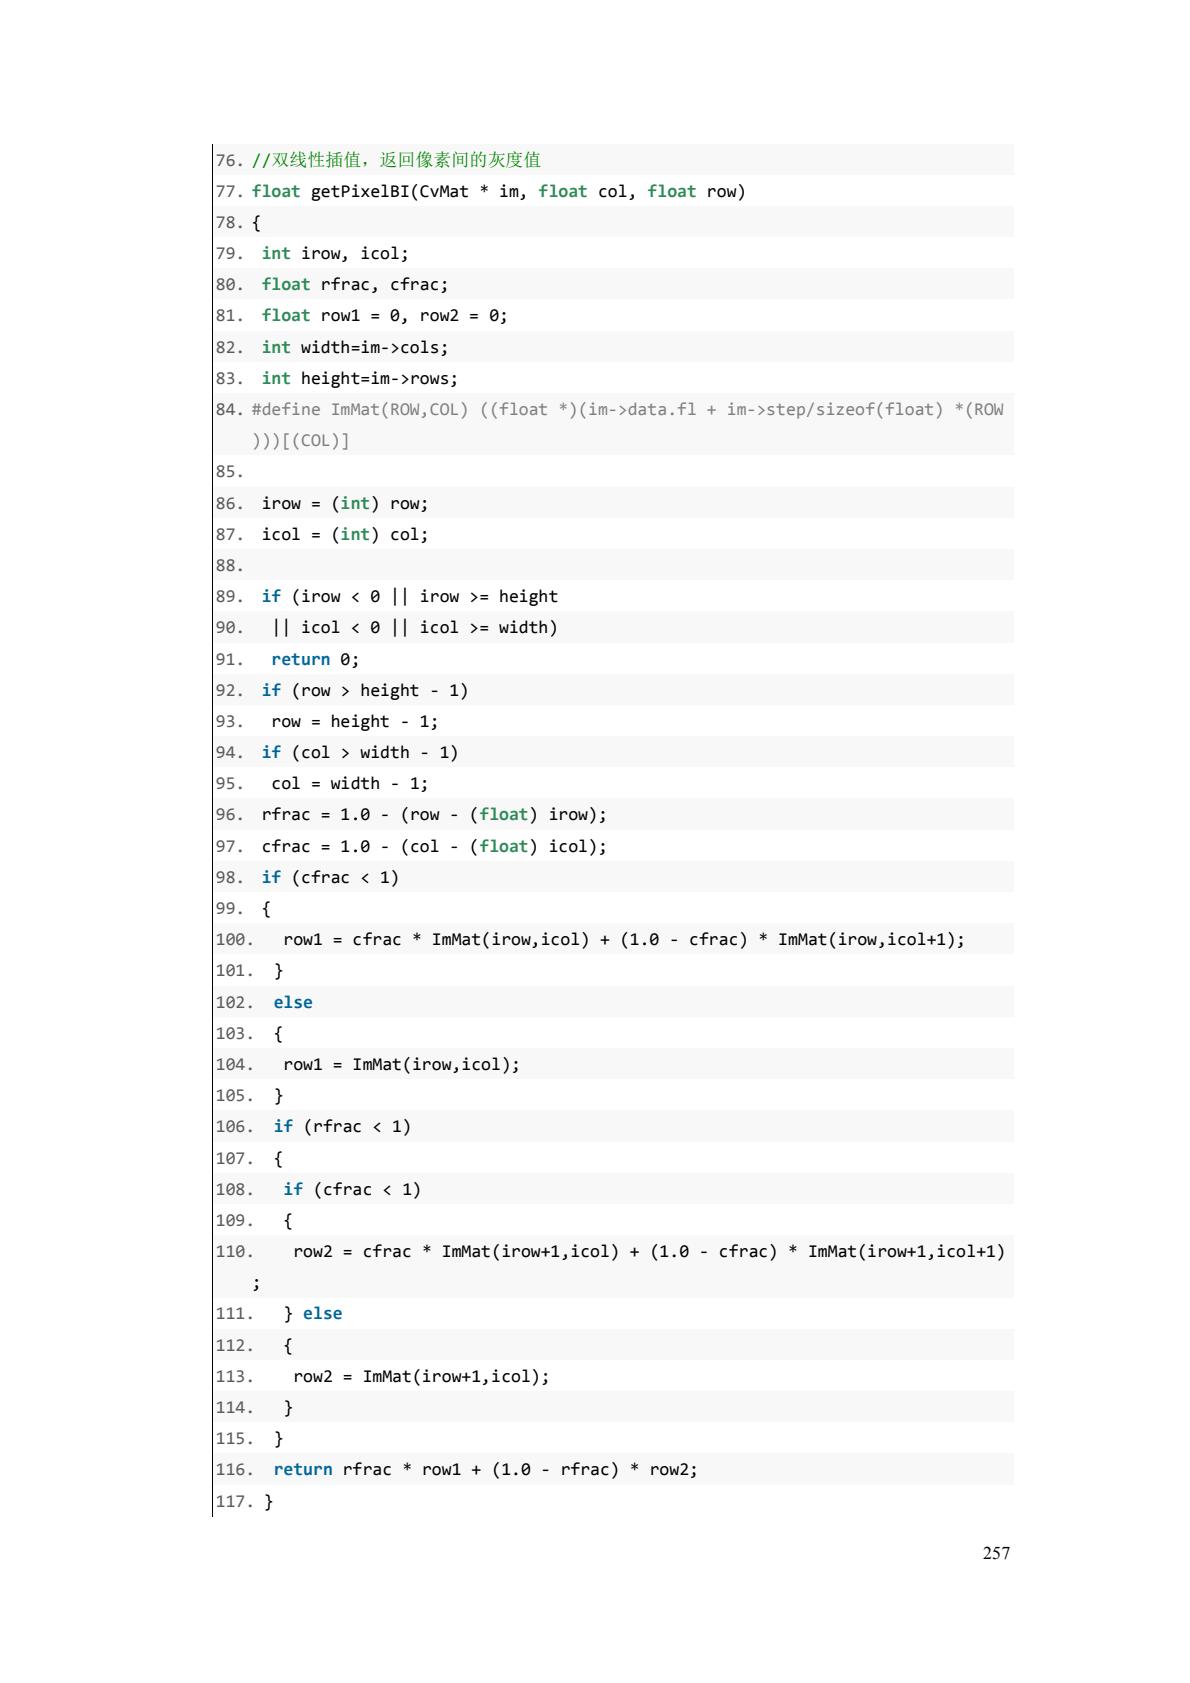 76. //双线性插值，返回像素间的灰度值
77. float getPixelBI(CvMat * im, float col, float row)
78. {
79. int irow, icol;
80. float rfrac, cfrac;
81. float row1 = 0, row2 = 0;
82. int width=im->cols;
83. int height=im->rows;
84. #define ImMat(ROW,COL) ((float *)(im->data.fl + im->step/sizeof(float) *(ROW
)))[(COL)]
85.
86. irow = (int) row;
87. icol = (int) col;
88.
89. if (irow < 0 || irow >= height
90. || icol < 0 || icol >= width)
91. return 0;
92. if (row > height - 1)
93. row = height - 1;
94. if (col > width - 1)
95. col = width - 1;
96. rfrac = 1.0 - (row - (float) irow);
97. cfrac = 1.0 - (col - (float) icol);
98. if (cfrac < 1)
99. {
100. row1 = cfrac * ImMat(irow,icol) + (1.0 - cfrac) * ImMat(irow,icol+1);
101. }
102. else
103. {
104. row1 = ImMat(irow,icol);
105. }
106. if (rfrac < 1)
107. {
108. if (cfrac < 1)
109. {
110. row2 = cfrac * ImMat(irow+1,icol) + (1.0 - cfrac) * ImMat(irow+1,icol+1)
;
111. } else
112. {
113. row2 = ImMat(irow+1,icol);
114. }
115. }
116. return rfrac * row1 + (1.0 - rfrac) * row2;
117. }
257